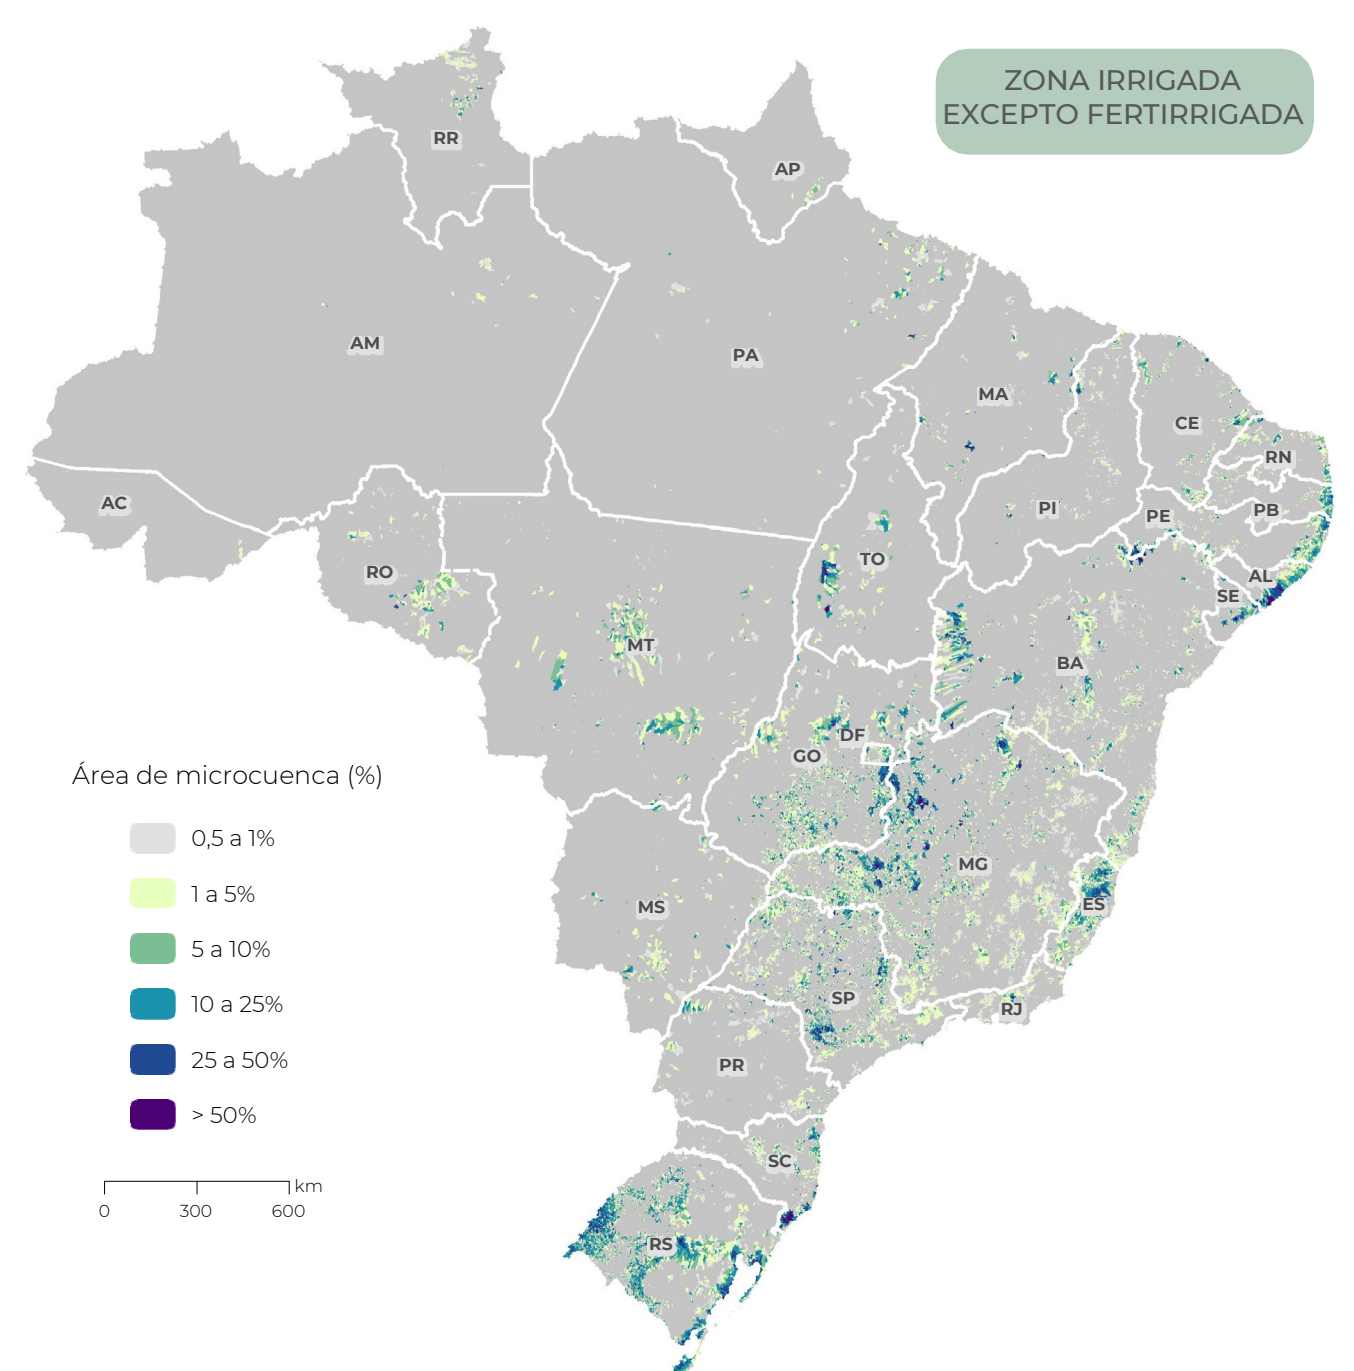 ZONA IRRIGADA
EXCEPTO FERTIRRIGADA
RR
AP
AM
PA
MA
CE
RN
PB
PI
PE
AC
TO
AL
SE
RO
MT
BA
DF
GO
MG
ES
MS
SP
RJ
PR
SC
RS
Área de microcuenca (%)
0,5 a 1%
1 a 5%
5 a 10%
10 a 25%
25 a 50%
> 50%
km
0 300 600